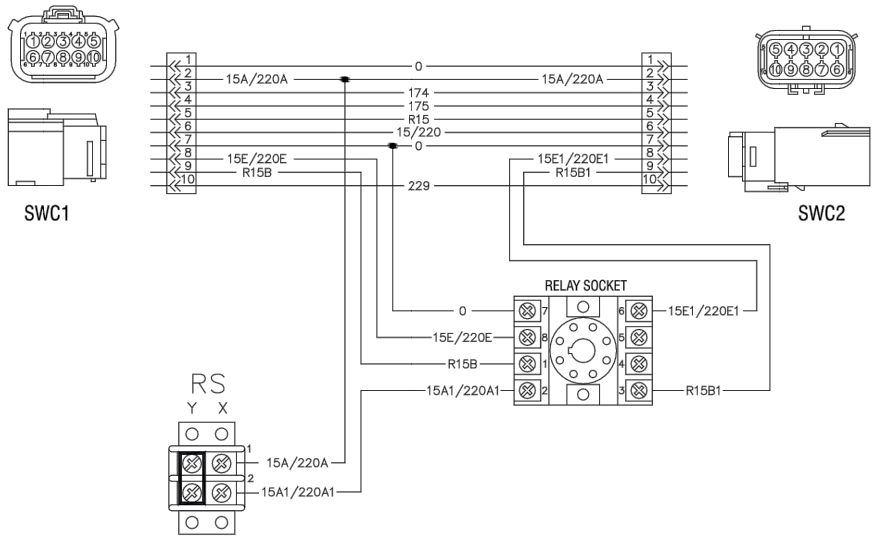 1 2 3 4 5
6 7 8 9 10
SWC1
1 0 1
2 15A/220A 15A/220A 2
3 174 3
4 175 4
5 R15 5
6 15/220 6
7 0 7
8 15E/220E 15E1/220E1 8
9 R15B R15B1 9
10 229 10
5 4 3 2 1
10 9 8 7 6
SWC2
RELAY SOCKET
0 7 6 15E1/220E1
15E/220E 8 5
R15B 1 4
15A1/220A1 2 3 R15B1
RS
Y X
1
15A/220A
2
15A1/220A1